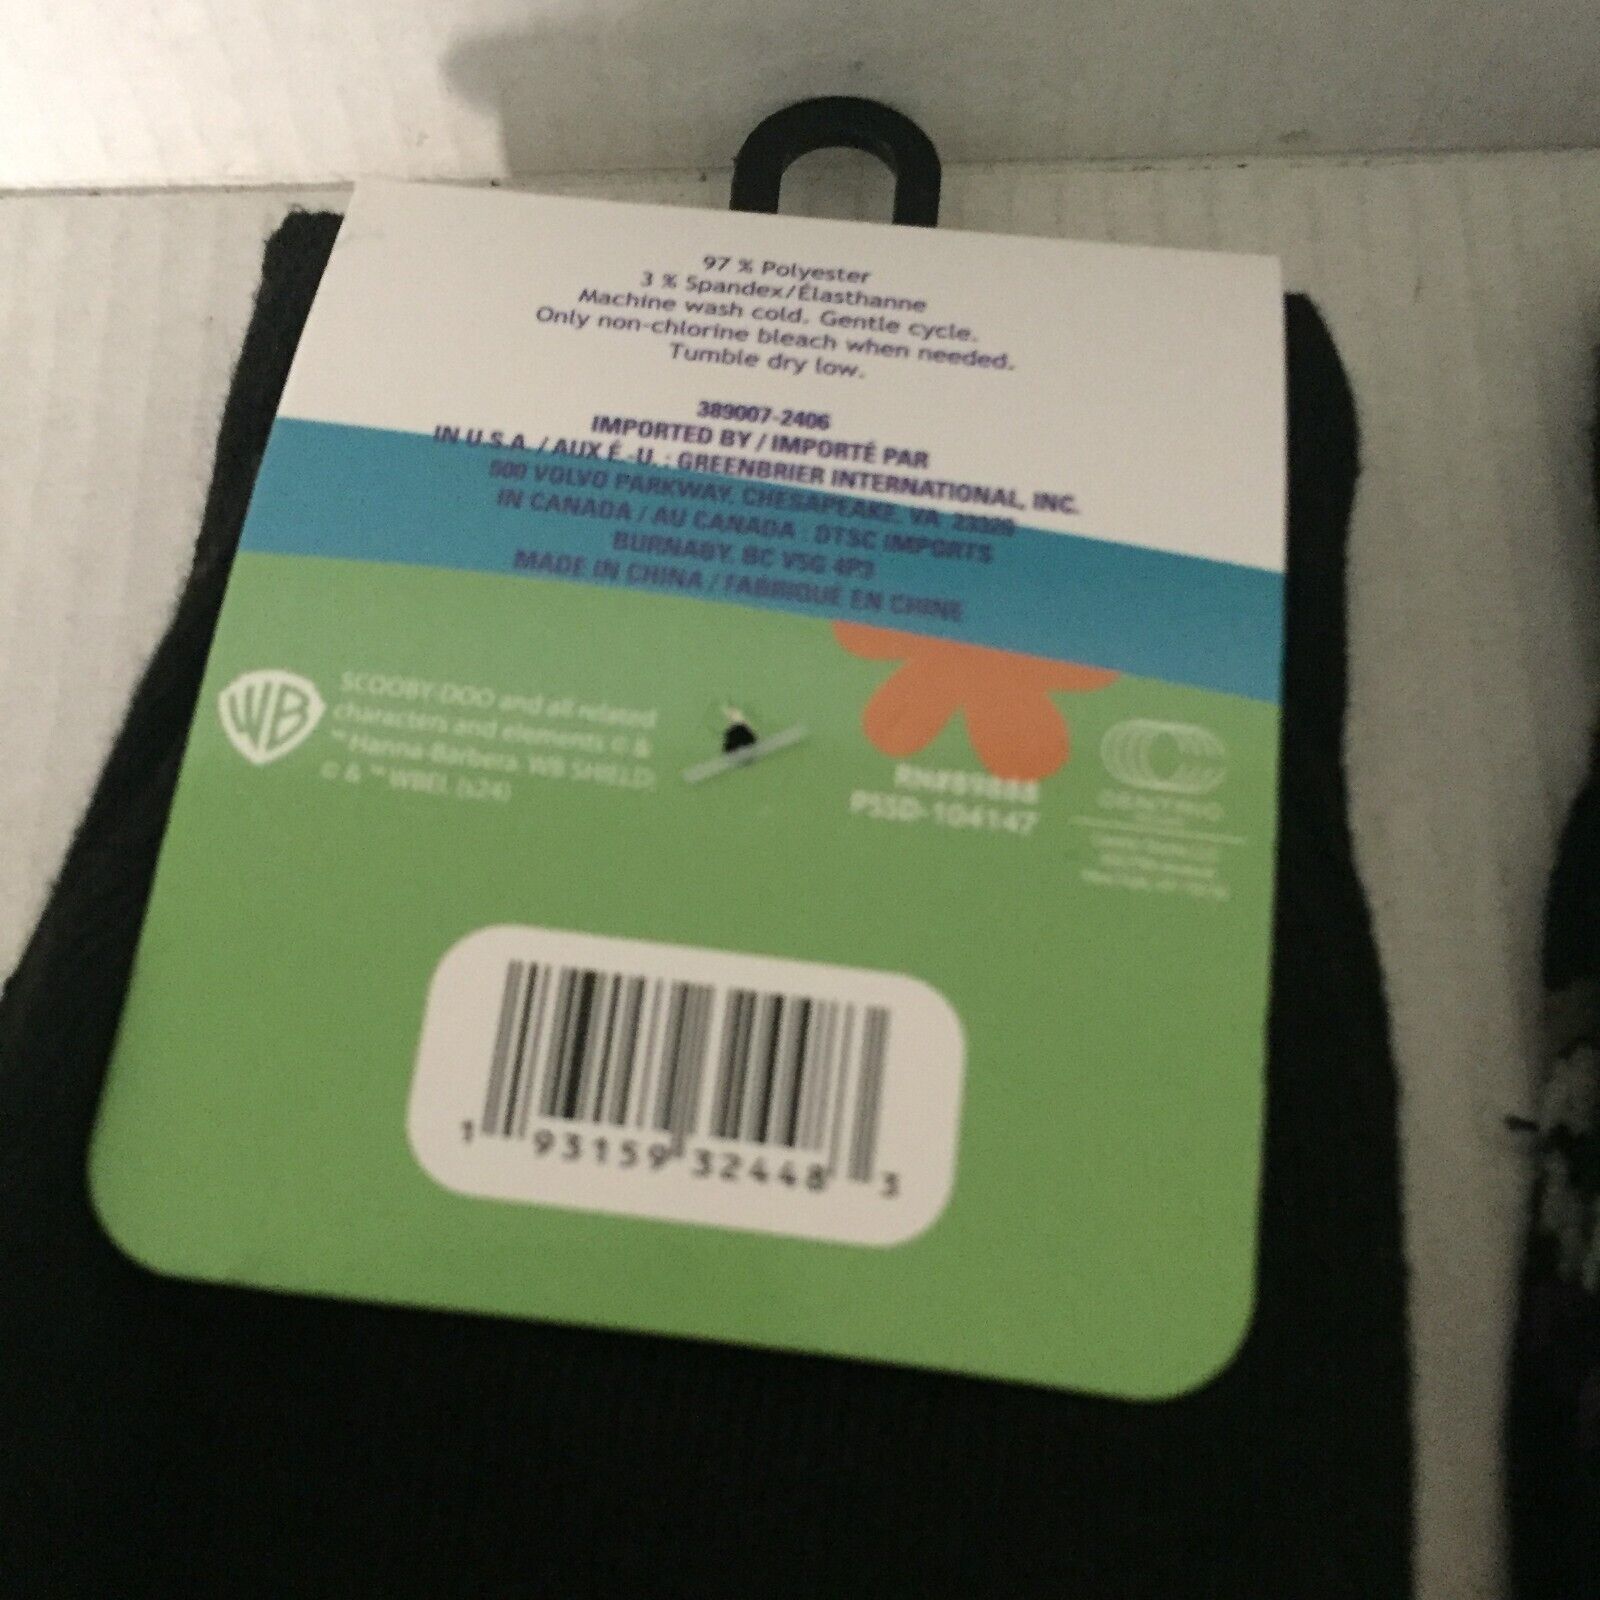 97 % Polyester
3 % Spandex/Élasthanne
Machine wash cold. Gentle cycle.
Only non-chlorine bleach when needed.
Tumble dry low.
389007-2406
IMPORTED BY / IMPORTÉ PAR
IN U.S.A. / AUX É.-U. : GREENBRIER INTERNATIONAL, INC.
500 VOLVO PARKWAY, CHESAPEAKE, VA 23320
IN CANADA / AU CANADA : DTSC IMPORTS
BURNABY, BC V5G 4P3
MADE IN CHINA / FABRIQUÉ EN CHINE
WB
SCOOBY-DOO and all related
characters and elements © &
™ Hanna-Barbera. WB SHIELD:
© & ™ WBEI. (s24)
PSSD-104147
1 93159 32448 3